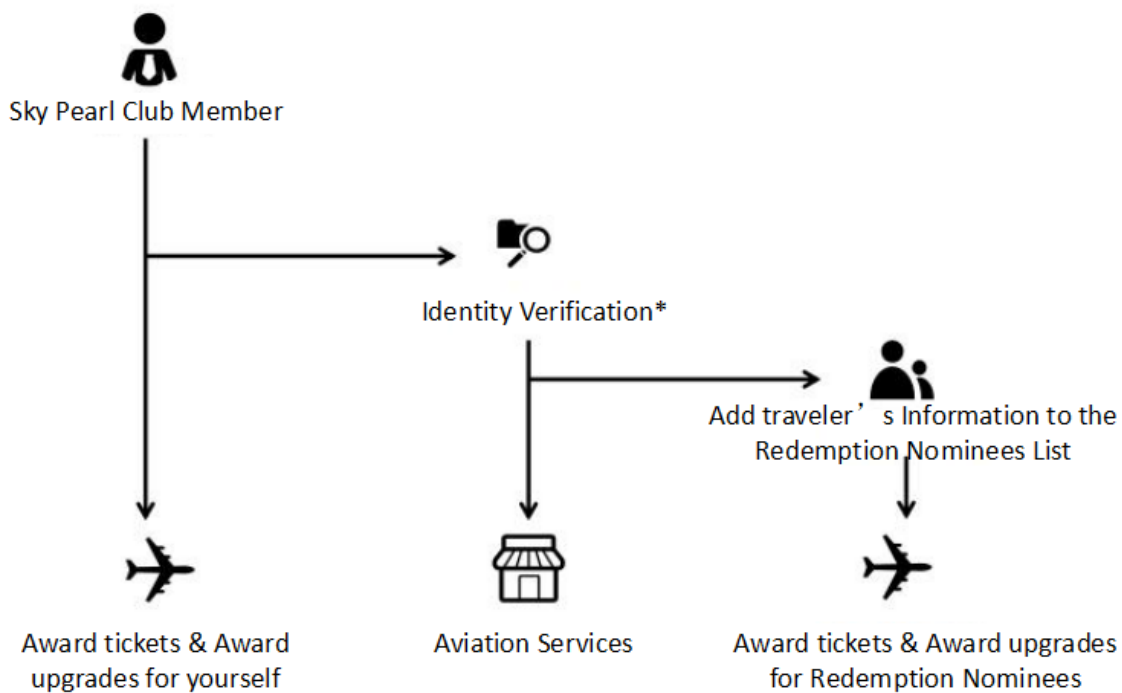 Sky Pearl Club Member
Identity Verification*
Add traveler’s Information to the
Redemption Nominees List
Award tickets & Award
upgrades for yourself
Aviation Services
Award tickets & Award upgrades
for Redemption Nominees